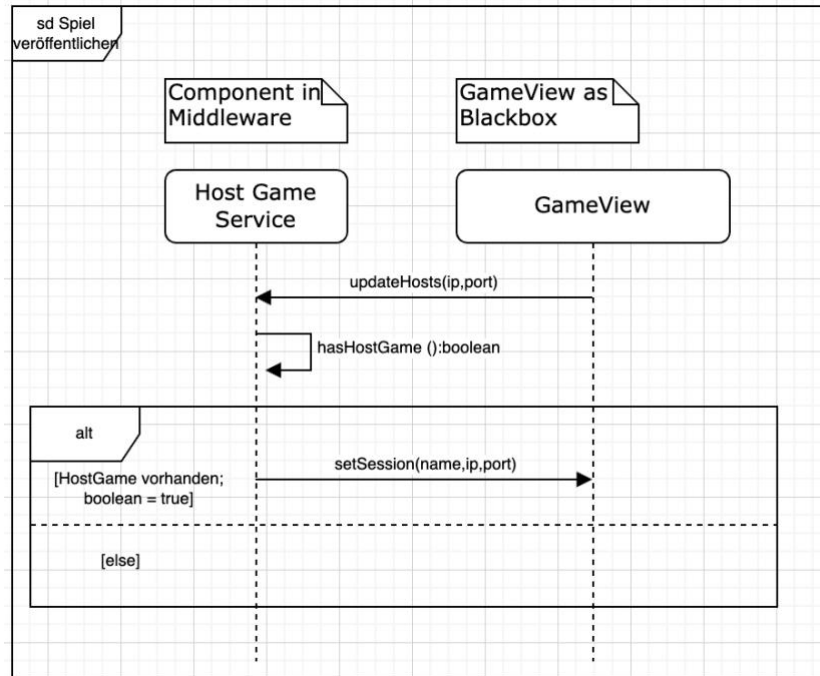 sd Spiel
veröffentlichen
Component in
Middleware
GameView as
Blackbox
Host Game
Service
GameView
updateHosts(ip,port)
hasHostGame ():boolean
alt
[HostGame vorhanden;
boolean = true]
setSession(name,ip,port)
[else]